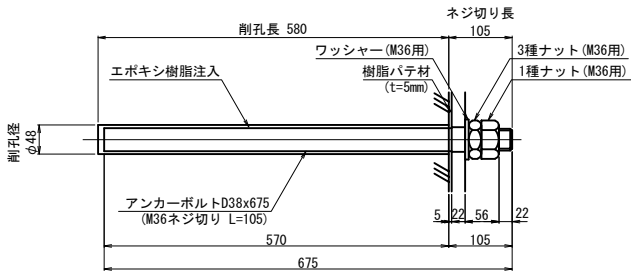 ネジ切り長
削孔長 580
105
ワッシャー(M36用)
3種ナット(M36用)
エポキシ樹脂注入
樹脂パテ材
(t=5mm)
1種ナット(M36用)
削孔径
φ48
アンカーボルトD38x675
(M36ネジ切り L=105)
5 22 56 22
570
105
675